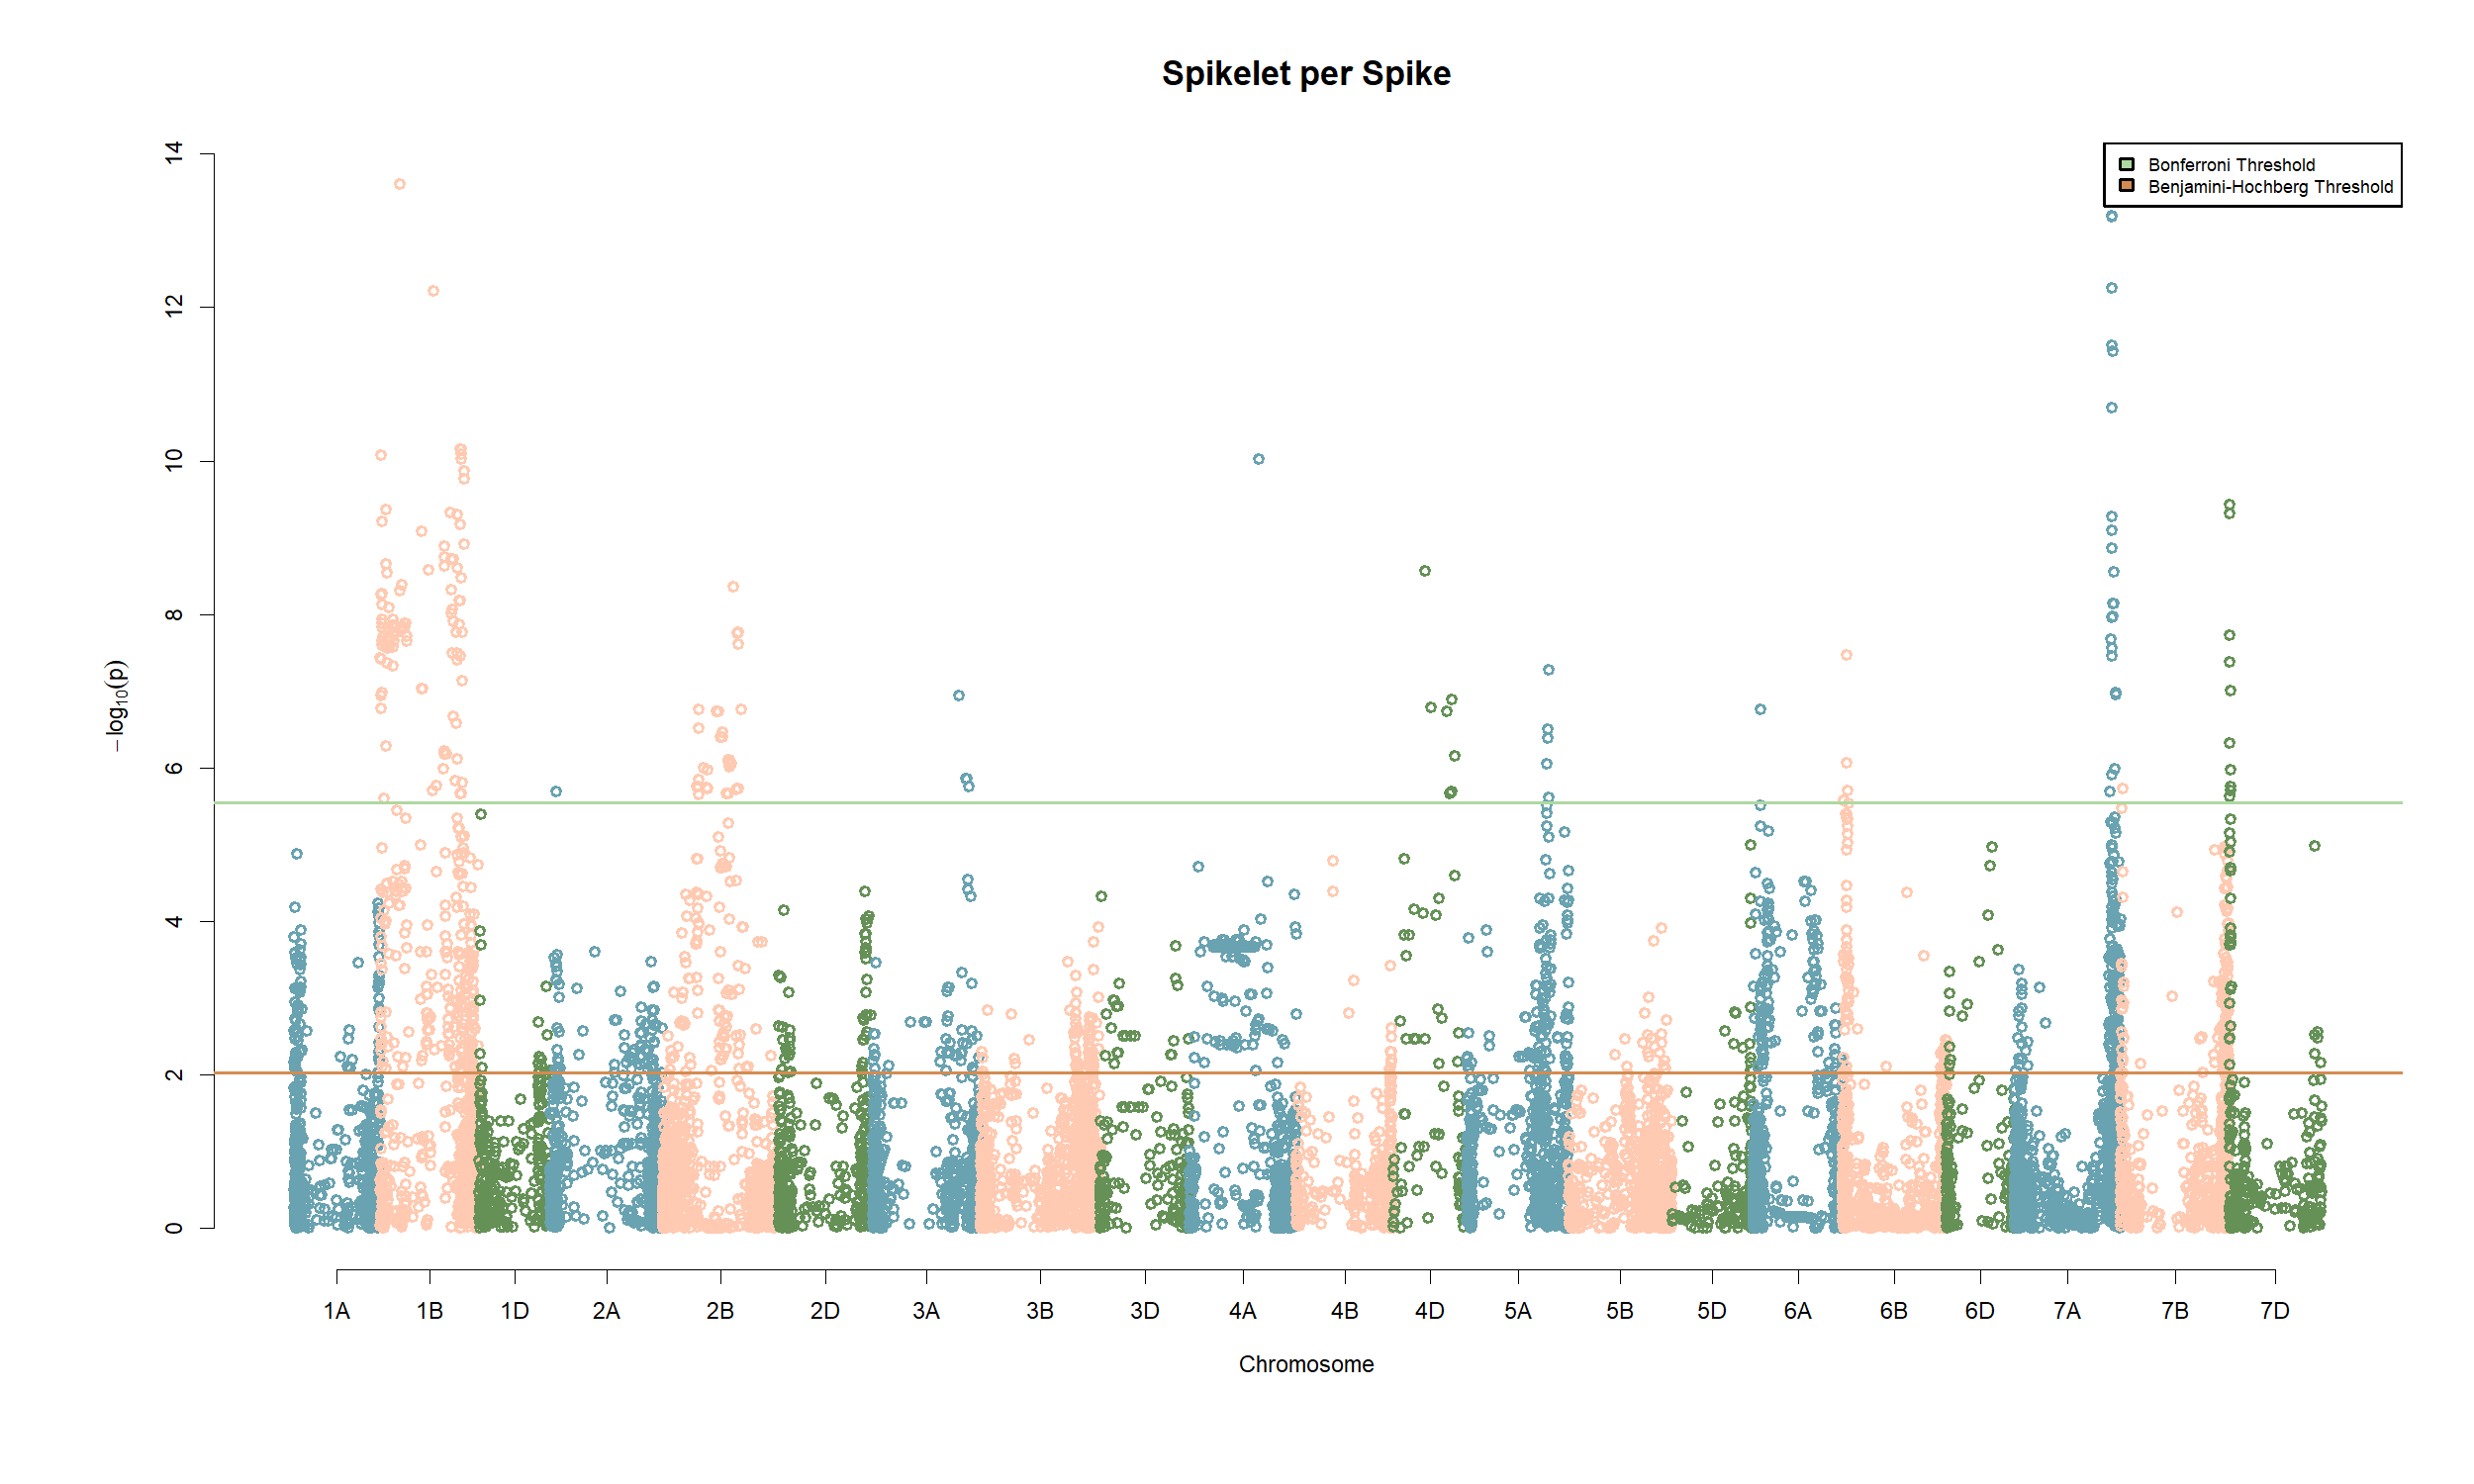 Spikelet per Spike
Bonferroni Threshold
Benjamini-Hochberg Threshold
14
12
10
8
6
4
2
0
−log10(p)
1A 1B 1D 2A 2B 2D 3A 3B 3D 4A 4B 4D 5A 5B 5D 6A 6B 6D 7A 7B 7D
Chromosome